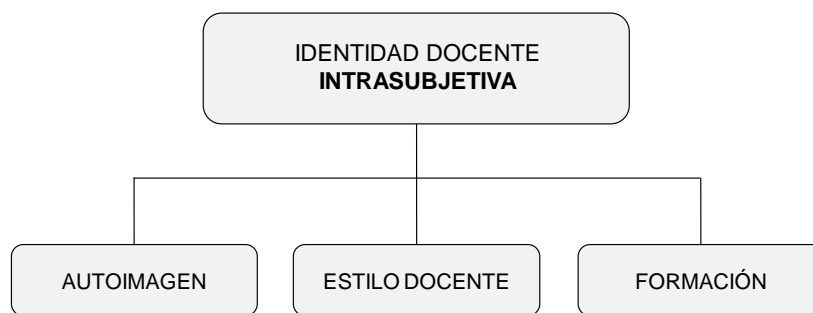 IDENTIDAD DOCENTE
INTRASUBJETIVA
AUTOIMAGEN
ESTILO DOCENTE
FORMACIÓN